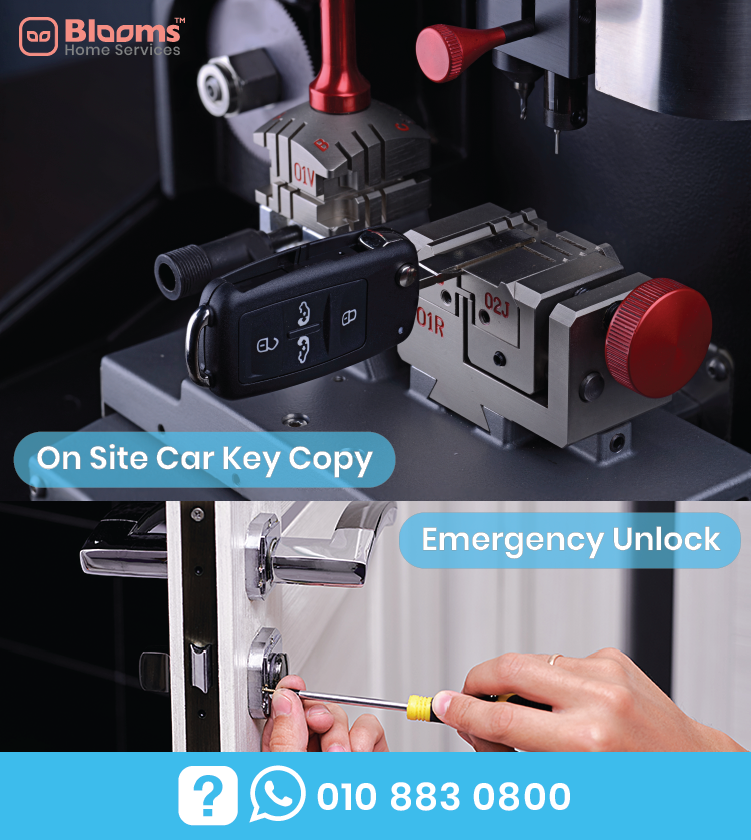 Blooms™
Home Services
B
C
01V
02J
01R
On Site Car Key Copy
Emergency Unlock
? 010 883 0800